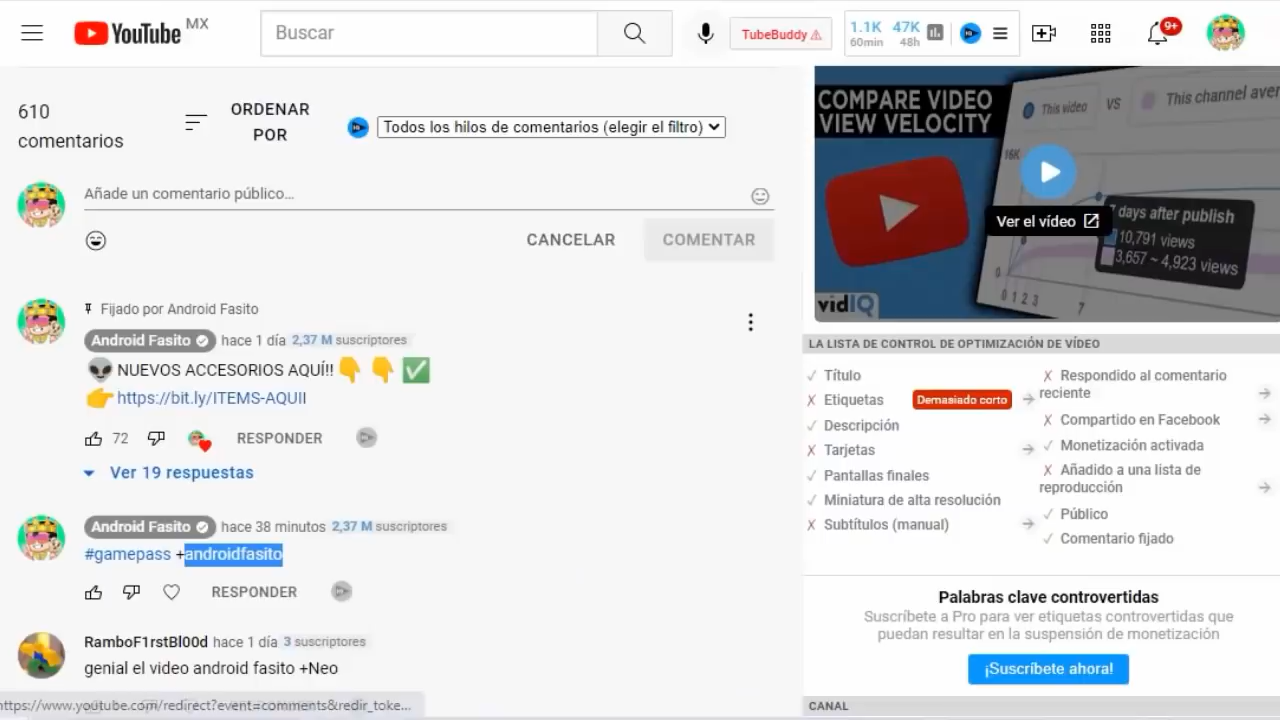 YouTube MX
Buscar
TubeBuddy
1.1K 47K
60min 48h
9+
610
comentarios
ORDENAR
POR
Todos los hilos de comentarios (elegir el filtro)
Añade un comentario público...
CANCELAR
COMENTAR
Fijado por Android Fasito
Android Fasito hace 1 día 2,37 M suscriptores
👽 NUEVOS ACCESORIOS AQUÍ!! 👇 👇 ✅
👉 https://bit.ly/ITEMS-AQUII
72 RESPONDER
Ver 19 respuestas
Android Fasito hace 38 minutos 2,37 M suscriptores
#gamepass +androidfasito
RESPONDER
RamboF1rstBl00d hace 1 día 3 suscriptores
genial el video android fasito +Neo
https://www.youtube.com/redirect?event=comments&redir_toke...
COMPARE VIDEO
VIEW VELOCITY
This video VS This channel aver
16K
Ver el vídeo
7 days after publish
10,791 views
3,657 ~ 4,923 views
0
0 1 2 3 7
vidIQ
LA LISTA DE CONTROL DE OPTIMIZACIÓN DE VÍDEO
Título
Etiquetas Demasiado corto
Descripción
Tarjetas
Pantallas finales
Miniatura de alta resolución
Subtítulos (manual)
Respondido al comentario
reciente
Compartido en Facebook
Monetización activada
Añadido a una lista de
reproducción
Público
Comentario fijado
Palabras clave controvertidas
Suscríbete a Pro para ver etiquetas controvertidas que
puedan resultar en la suspensión de monetización
¡Suscríbete ahora!
CANAL